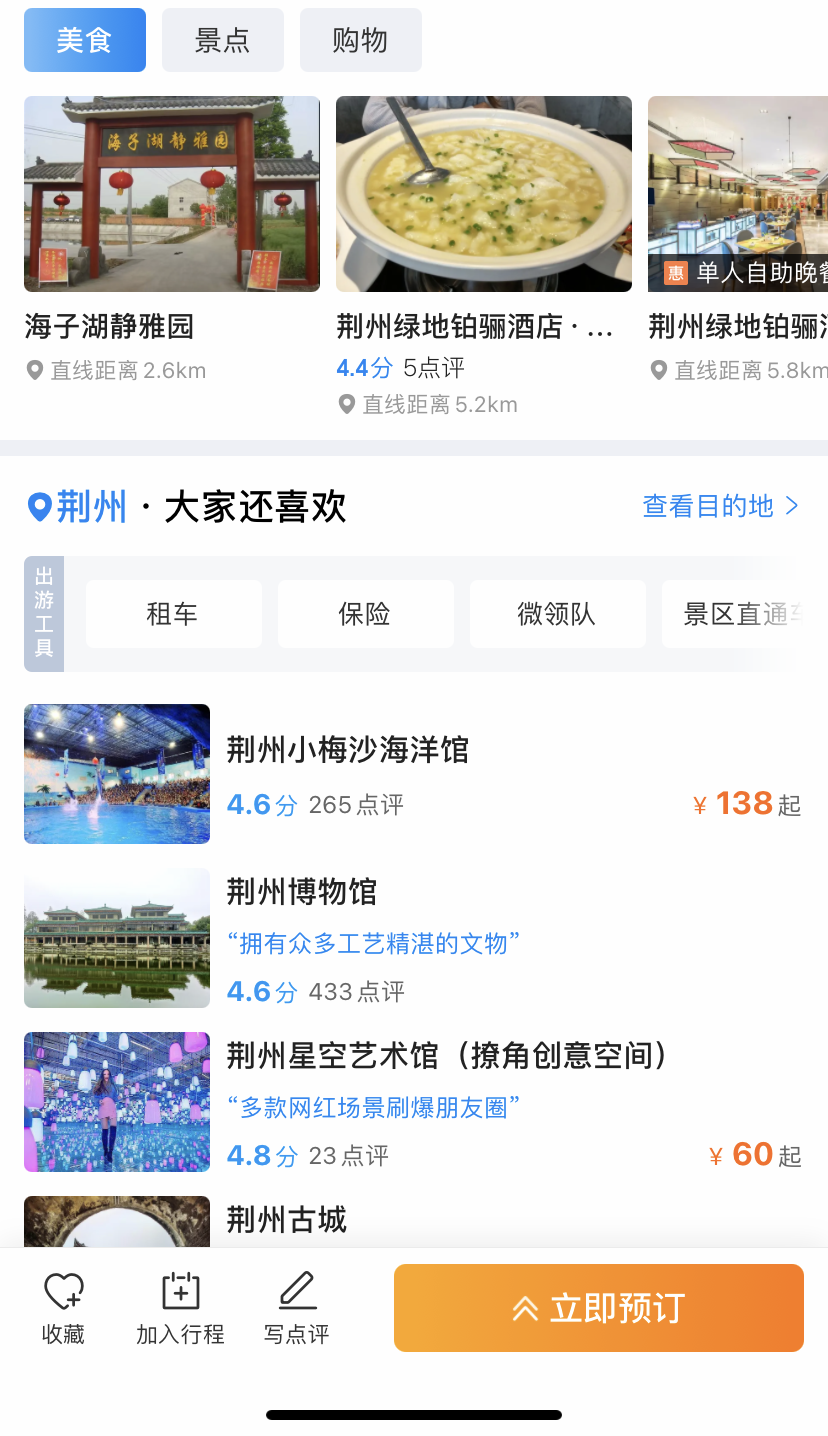 美食
景点
购物
海子湖静雅园
惠 单人自助晚餐
海子湖静雅园
直线距离2.6km
荆州绿地铂骊酒店·...
4.4分 5点评
直线距离5.2km
荆州绿地铂骊
直线距离5.8km
荆州·大家还喜欢
查看目的地 >
出游工具
租车
保险
微领队
景区直通车
荆州小梅沙海洋馆
4.6分 265点评
¥138起
荆州博物馆
“拥有众多工艺精湛的文物”
4.6分 433点评
荆州星空艺术馆（撩角创意空间）
“多款网红场景刷爆朋友圈”
4.8分 23点评
¥60起
荆州古城
收藏
加入行程
写点评
立即预订